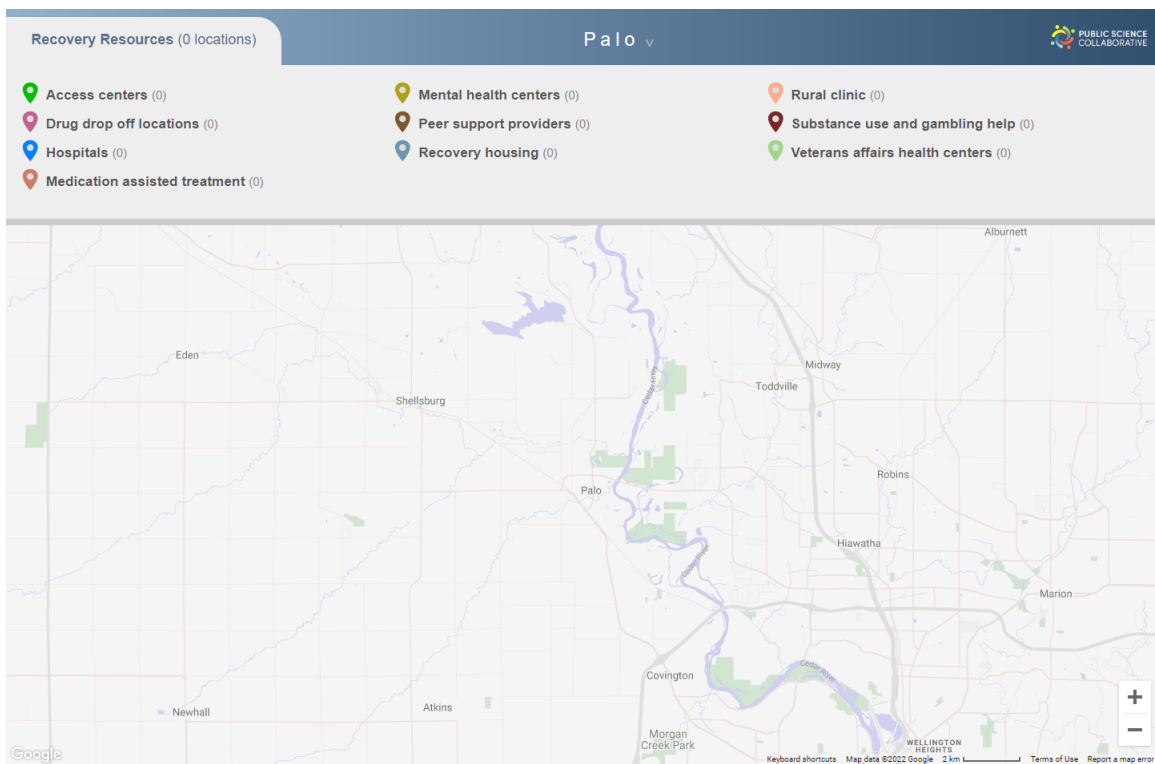 Recovery Resources (0 locations)
Palo v
PUBLIC SCIENCE
COLLABORATIVE
Access centers (0)
Mental health centers (0)
Rural clinic (0)
Drug drop off locations (0)
Peer support providers (0)
Substance use and gambling help (0)
Hospitals (0)
Recovery housing (0)
Veterans affairs health centers (0)
Medication assisted treatment (0)
Alburnett
Eden
Midway
Toddville
Shellsburg
Cedar River
Robins
Palo
Hiawatha
Cedar River
Marion
Cedar River
Covington
Newhall
Atkins
Morgan
Creek Park
WELLINGTON
HEIGHTS
Google
Keyboard shortcuts
Map data ©2022 Google
2 km
Terms of Use
Report a map error